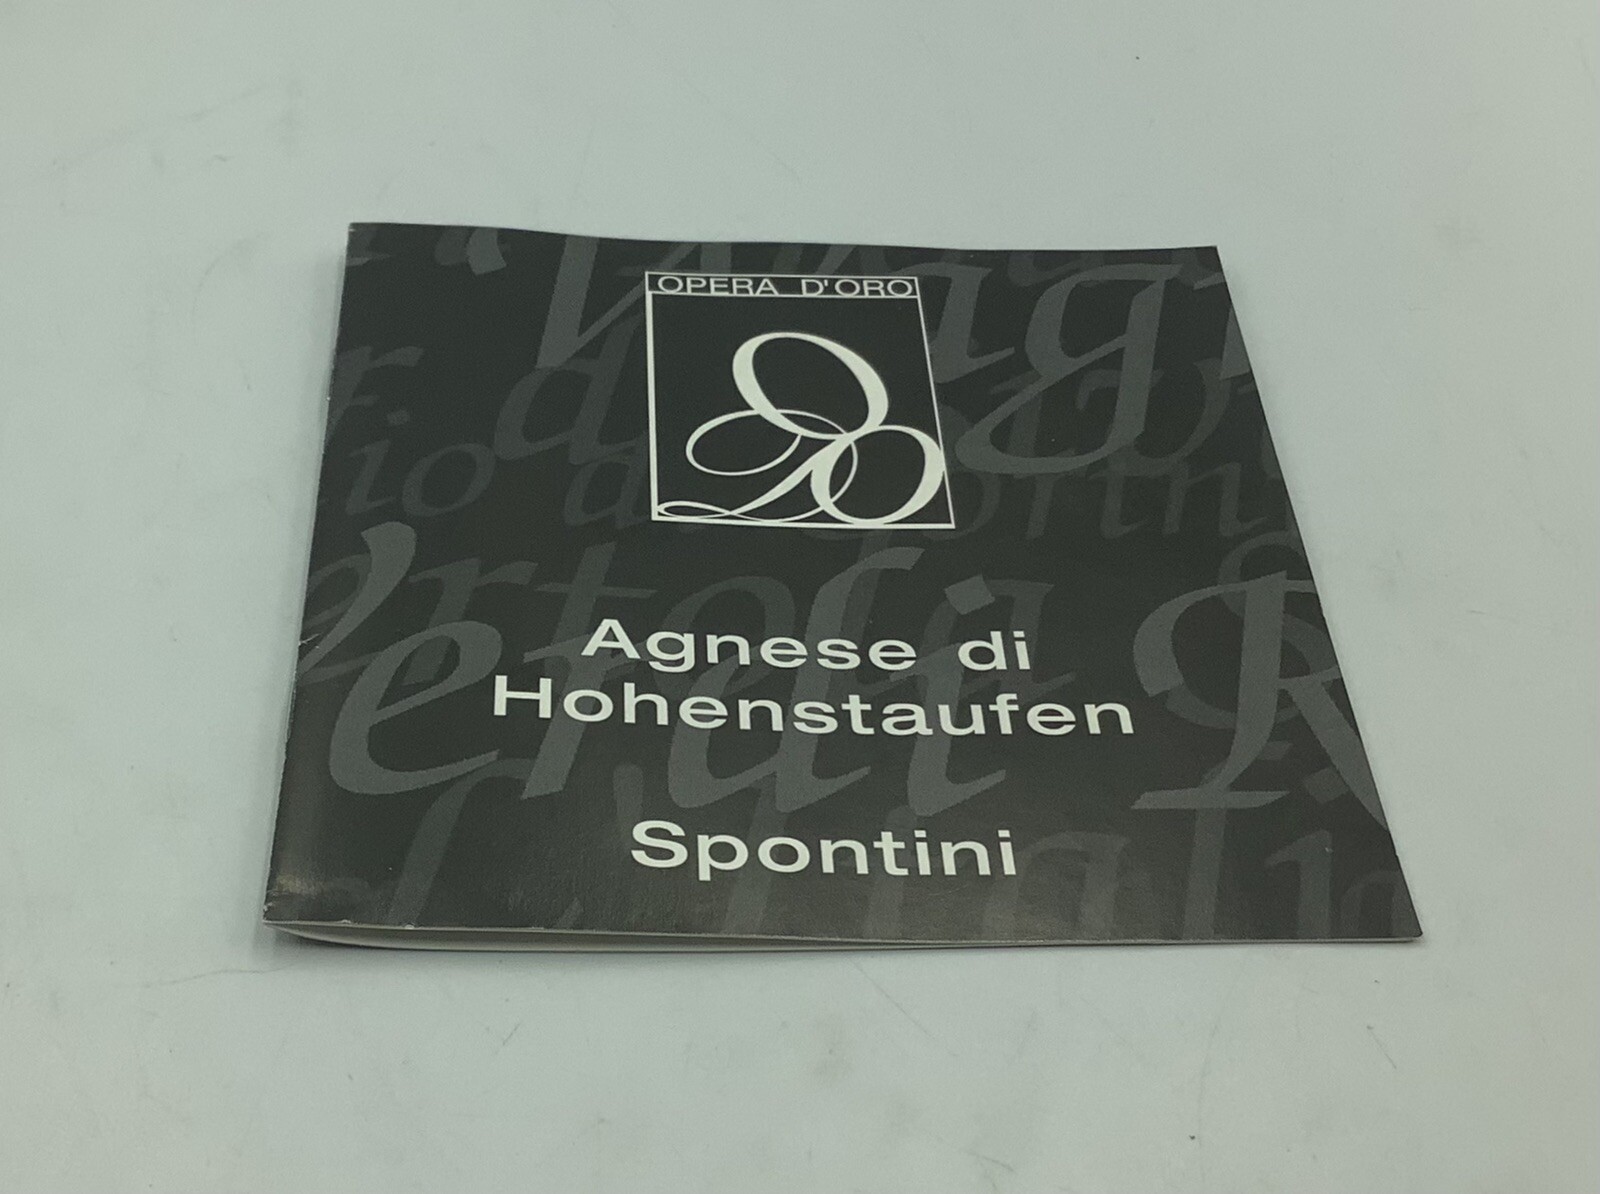 OPERA D'ORO
Agnese di
Hohenstaufen
Spontini